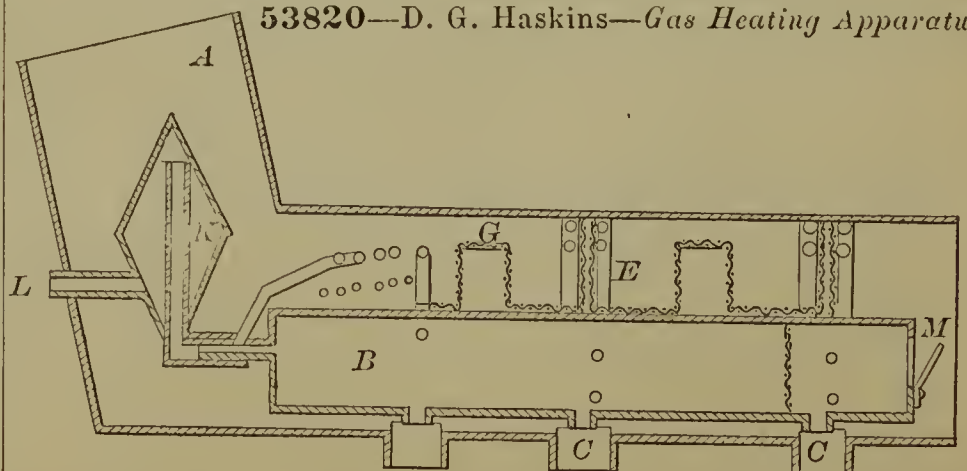 53820—D. G. Haskins—Gas Heating Apparatu
A
K
G
L
E
M
B
C
C